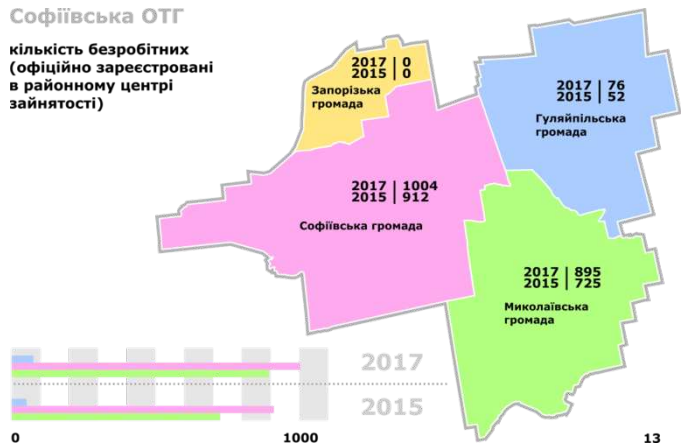 Софіївська ОТГ
кількість безробітних
(офіційно зареєстровані
в районному центрі
зайнятості)
2017 | 0
2015 | 0
Запорізька
громада
2017 | 76
2015 | 52
Гуляйпільська
громада
2017 | 1004
2015 | 912
Софіївська громада
2017 | 895
2015 | 725
Миколаївська
громада
2017
2015
0
1000
13